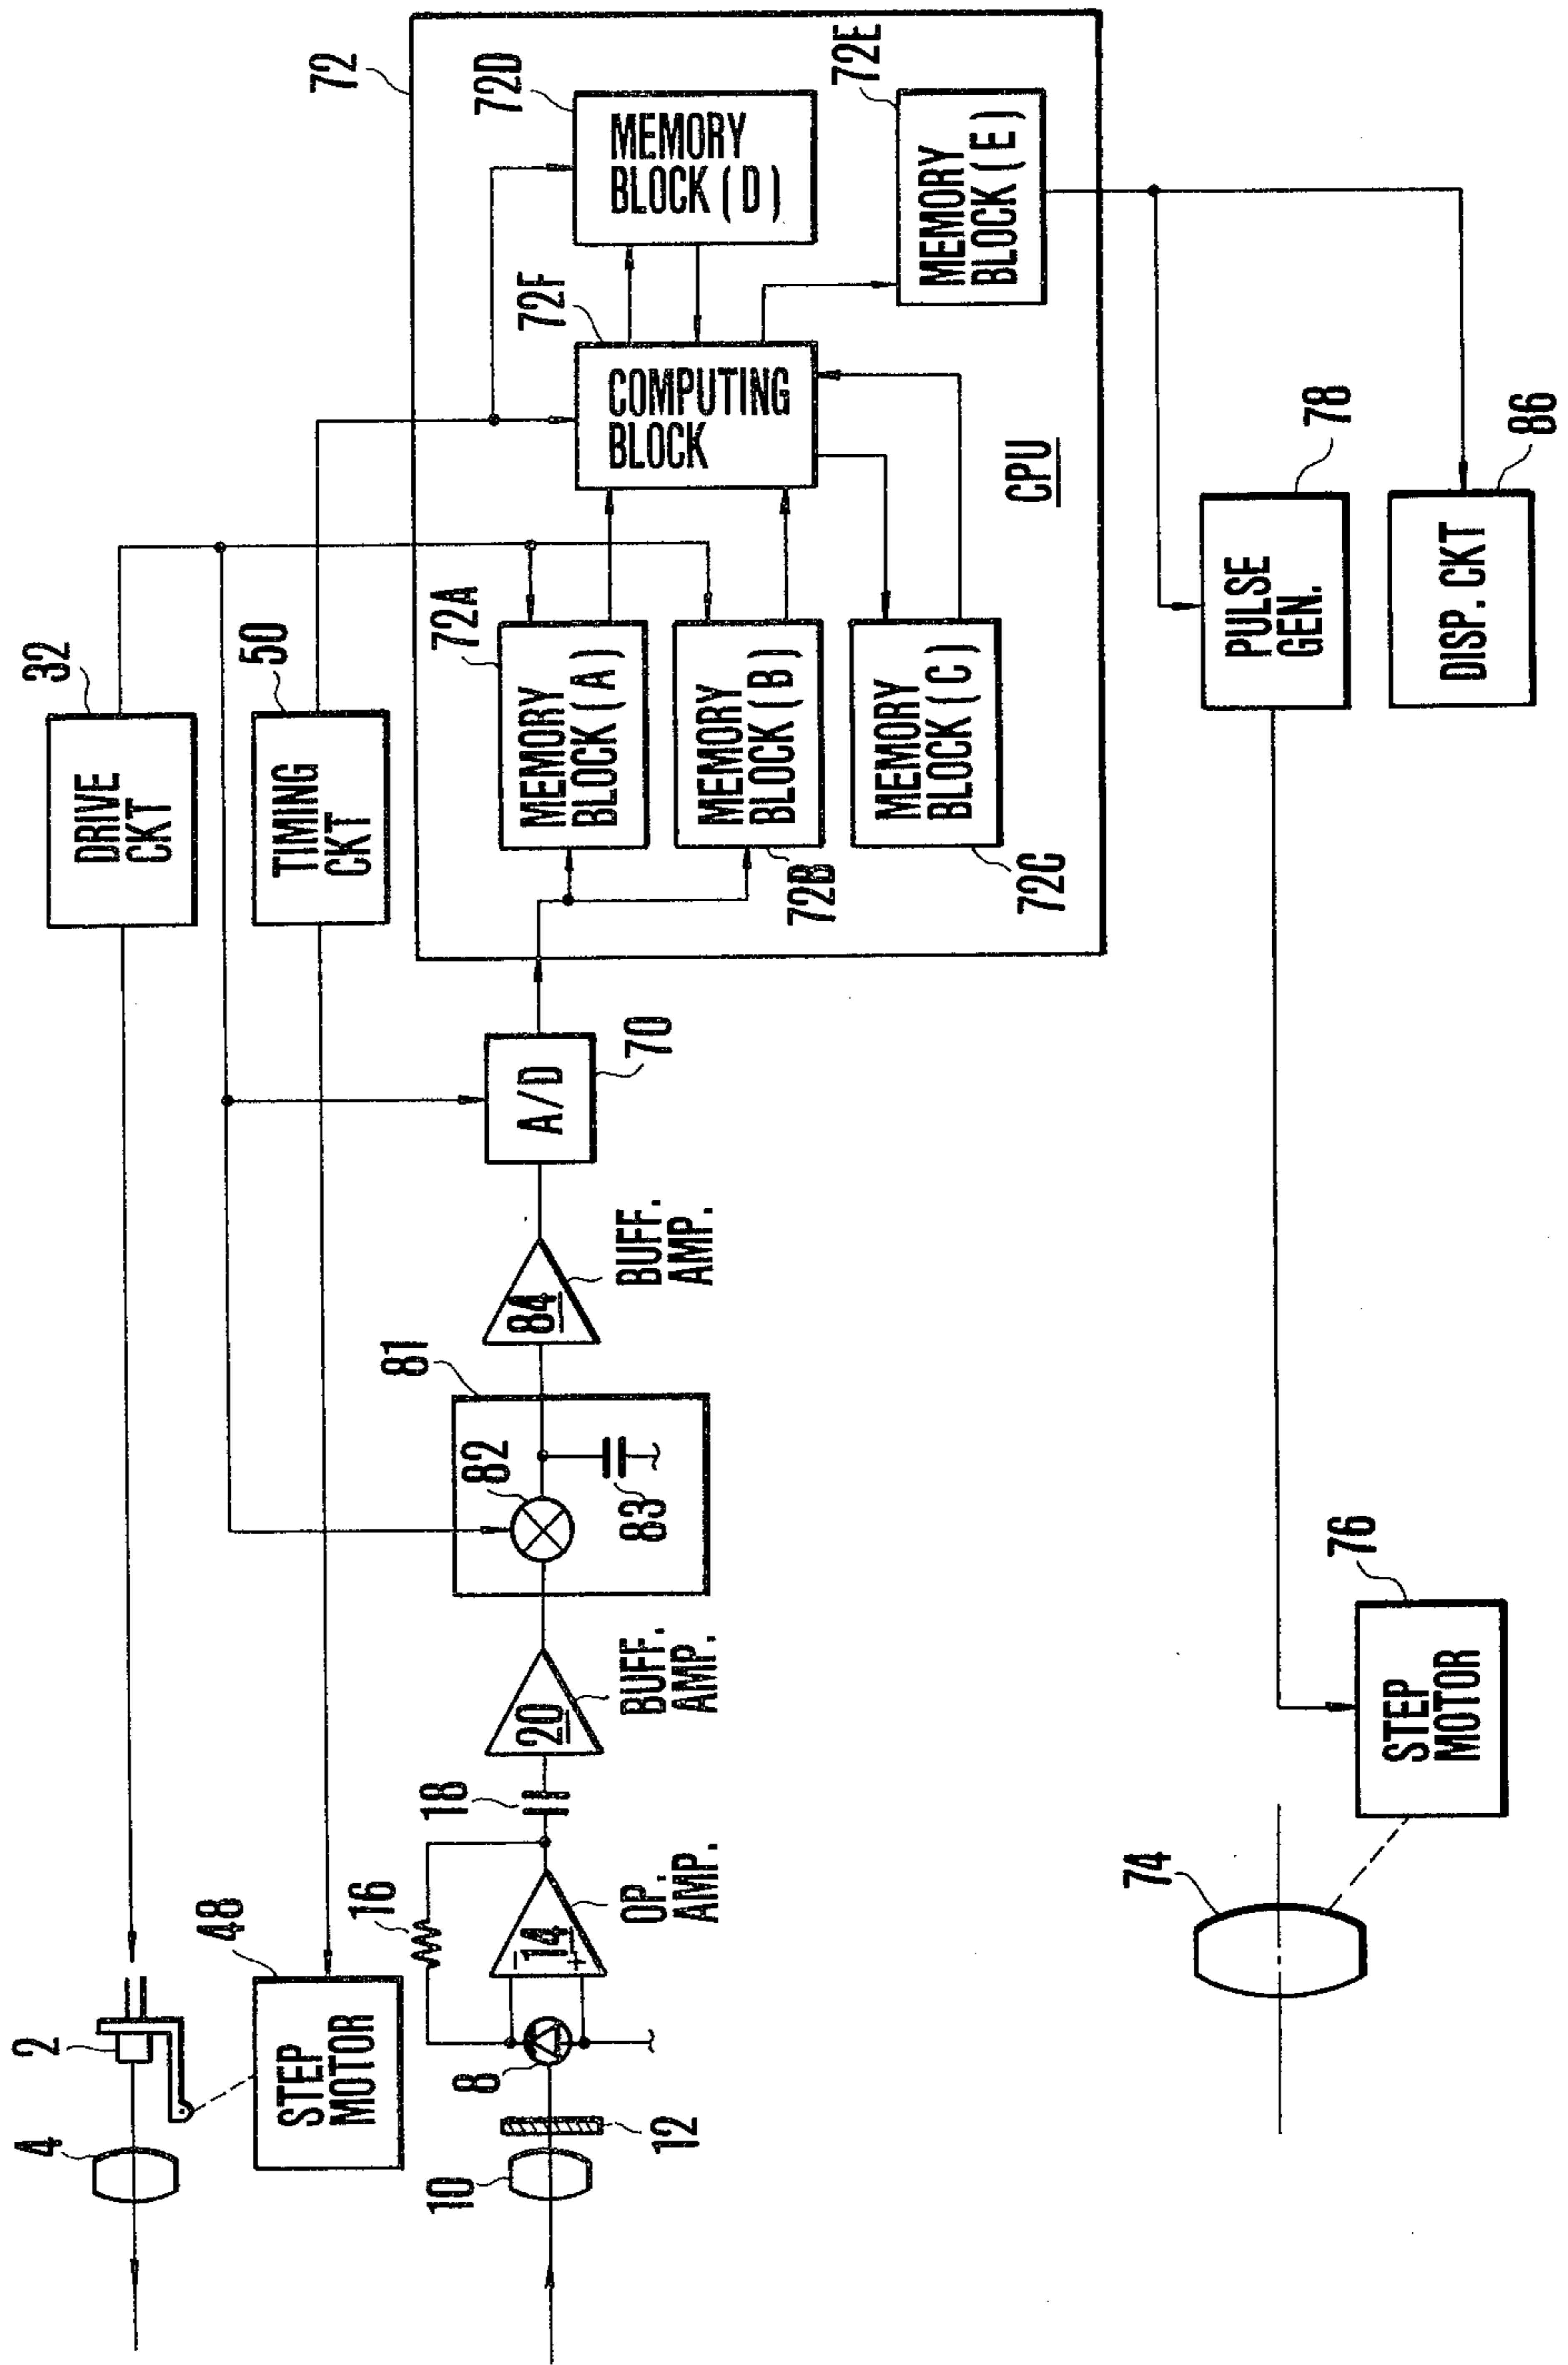 32
DRIVE
CKT
50
TIMING
CKT
2
4
48
STEP
MOTOR
10
12
8
16
14
- +
OP.
AMP.
18
20
BUFF.
AMP.
81
82
83
84
BUFF.
AMP.
A/D
70
72
72A
MEMORY
BLOCK (A)
72B
MEMORY
BLOCK (B)
72C
MEMORY
BLOCK (C)
72F
COMPUTING
BLOCK
72D
MEMORY
BLOCK (D)
72E
MEMORY
BLOCK (E)
CPU
78
PULSE
GEN.
86
DISP. CKT
76
STEP
MOTOR
74